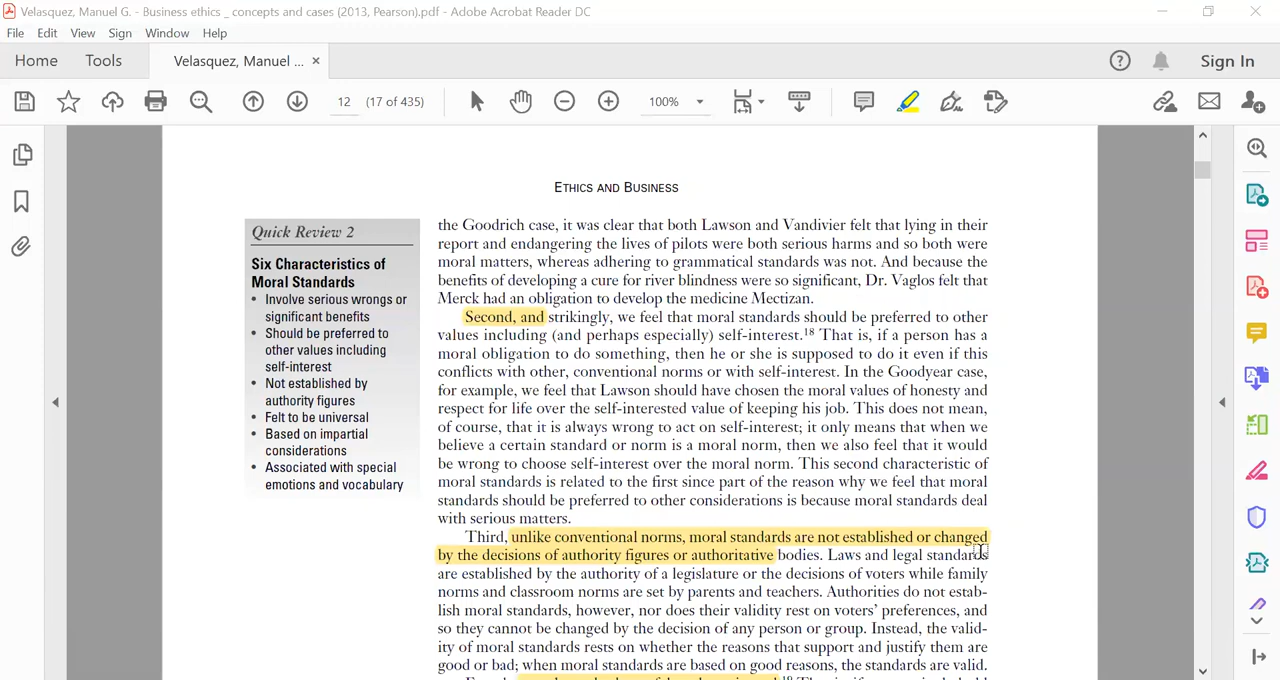 Velasquez, Manuel G. - Business ethics _ concepts and cases (2013, Pearson).pdf - Adobe Acrobat Reader DC
File Edit View Sign Window Help
Home Tools Velasquez, Manuel ... × Sign In
12 (17 of 435) 100%
ETHICS AND BUSINESS
Quick Review 2
Six Characteristics of
Moral Standards
• Involve serious wrongs or
significant benefits
• Should be preferred to
other values including
self-interest
• Not established by
authority figures
• Felt to be universal
• Based on impartial
considerations
• Associated with special
emotions and vocabulary
the Goodrich case, it was clear that both Lawson and Vandivier felt that lying in their
report and endangering the lives of pilots were both serious harms and so both were
moral matters, whereas adhering to grammatical standards was not. And because the
benefits of developing a cure for river blindness were so significant, Dr. Vaglos felt that
Merck had an obligation to develop the medicine Mectizan.
Second, and strikingly, we feel that moral standards should be preferred to other
values including (and perhaps especially) self-interest.18 That is, if a person has a
moral obligation to do something, then he or she is supposed to do it even if this
conflicts with other, conventional norms or with self-interest. In the Goodyear case,
for example, we feel that Lawson should have chosen the moral values of honesty and
respect for life over the self-interested value of keeping his job. This does not mean,
of course, that it is always wrong to act on self-interest; it only means that when we
believe a certain standard or norm is a moral norm, then we also feel that it would
be wrong to choose self-interest over the moral norm. This second characteristic of
moral standards is related to the first since part of the reason why we feel that moral
standards should be preferred to other considerations is because moral standards deal
with serious matters.
Third, unlike conventional norms, moral standards are not established or changed
by the decisions of authority figures or authoritative bodies. Laws and legal standards
are established by the authority of a legislature or the decisions of voters while family
norms and classroom norms are set by parents and teachers. Authorities do not estab-
lish moral standards, however, nor does their validity rest on voters' preferences, and
so they cannot be changed by the decision of any person or group. Instead, the valid-
ity of moral standards rests on whether the reasons that support and justify them are
good or bad; when moral standards are based on good reasons, the standards are valid.